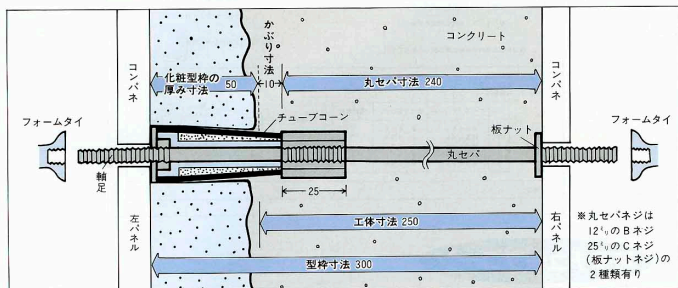 コンパネ
化粧型枠の
厚み寸法 50
かぶり寸法
10
コンクリート
丸セパ寸法 240
コンパネ
フォームタイ
チューブコーン
板ナット
フォームタイ
軸足
丸セパ
25
左パネル
工体寸法 250
型枠寸法 300
右パネル
※丸セパネジは
12㍉のBネジ
25㍉のCネジ
(板ナットネジ)の
2種類有り